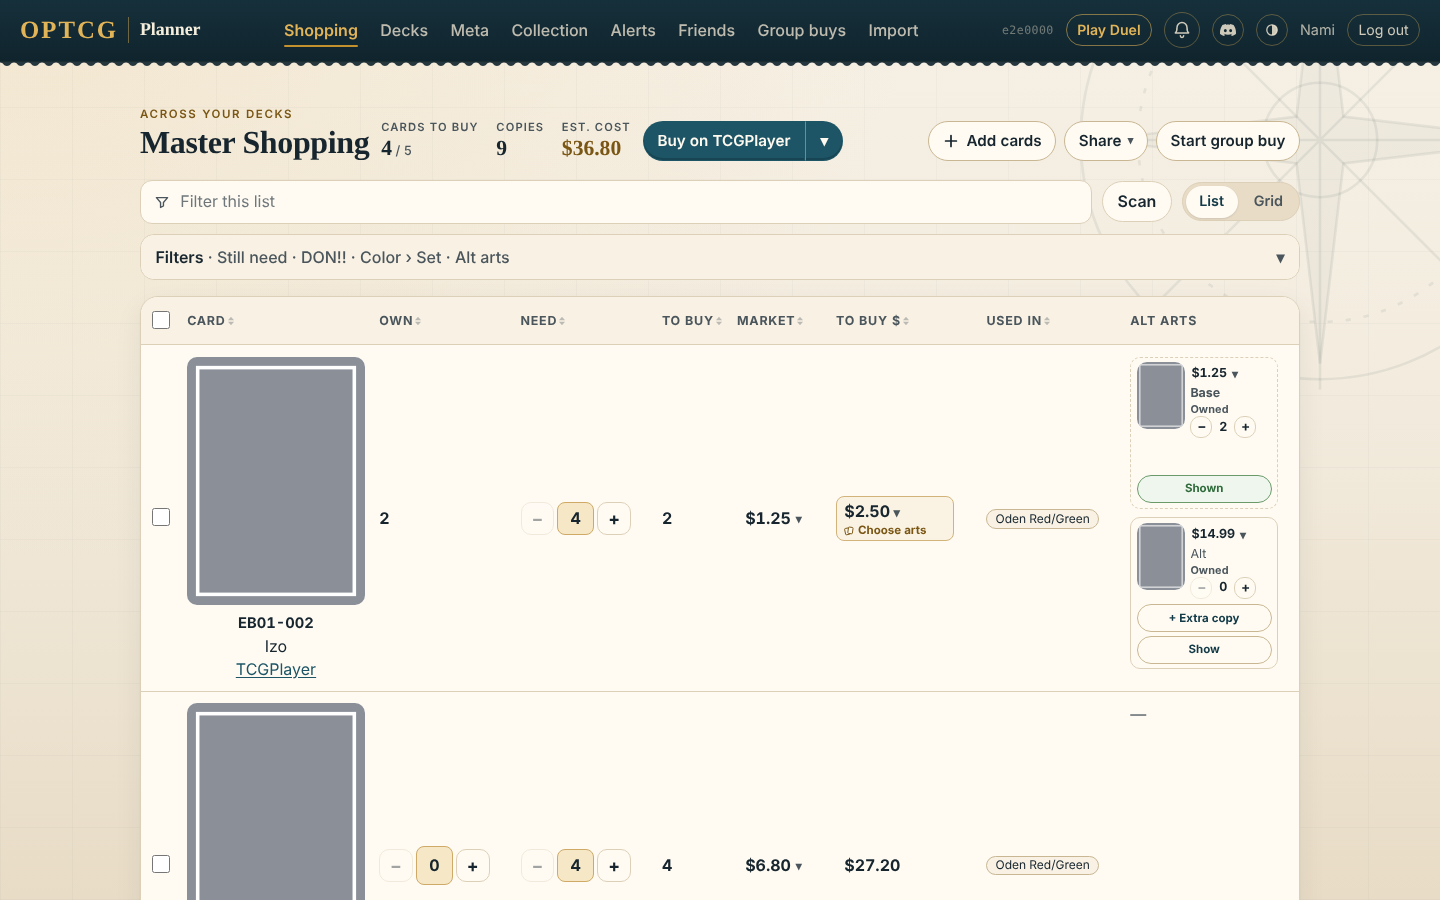 OPTCG Planner Shopping Decks Meta Collection Alerts Friends Group buys Import e2e0000 Play Duel Nami Log out
ACROSS YOUR DECKS
Master Shopping
CARDS TO BUY
4 / 5
COPIES
9
EST. COST
$36.80
Buy on TCGPlayer ▼
+ Add cards
Share ▾
Start group buy
Filter this list
Scan
List Grid
Filters · Still need · DON!! · Color › Set · Alt arts ▼
CARD OWN NEED TO BUY MARKET TO BUY $ USED IN ALT ARTS
EB01-002
Izo
TCGPlayer
2
− 4 +
2
$1.25 ▼
$2.50 ▼
Choose arts
Oden Red/Green
$1.25 ▼
Base
Owned
− 2 +
Shown
$14.99 ▼
Alt
Owned
− 0 +
+ Extra copy
Show
—
− 0 +
− 4 +
4
$6.80 ▼
$27.20
Oden Red/Green